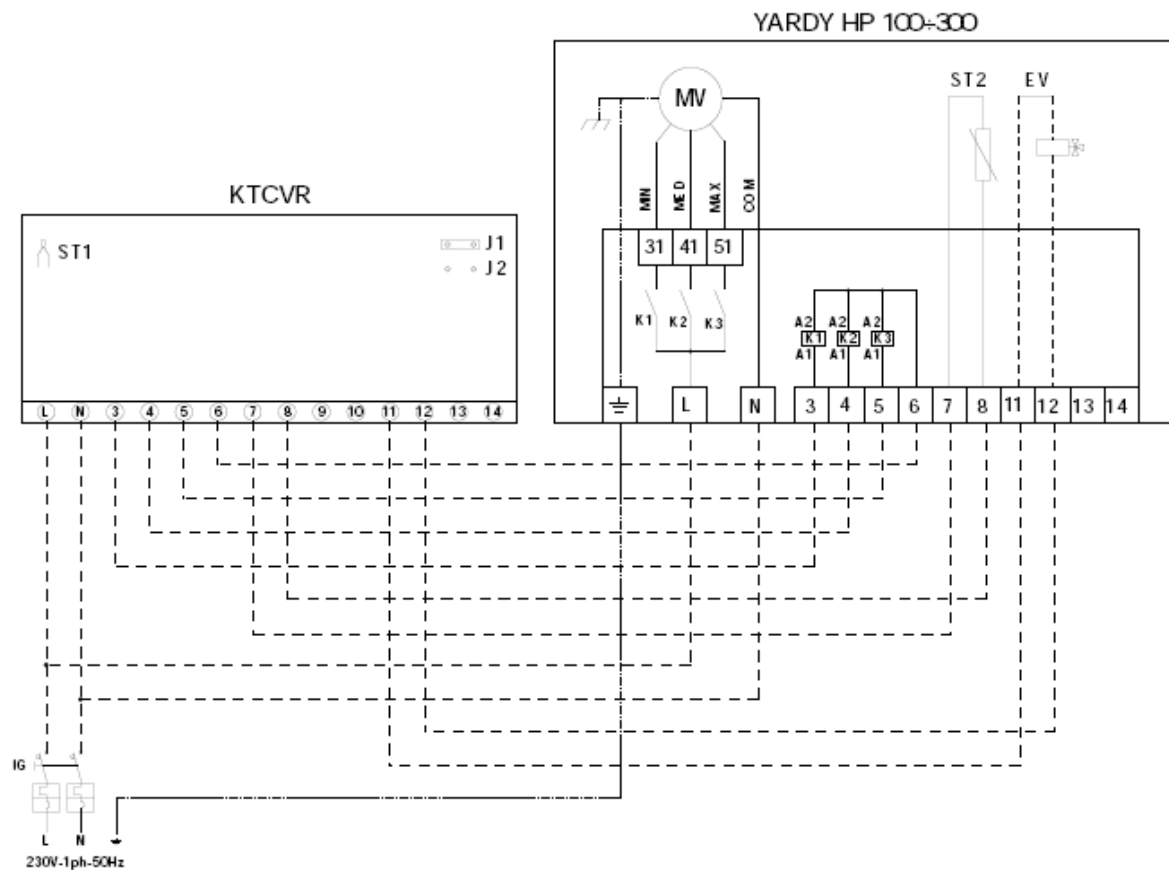 YARDY HP 100÷300
ST2 EV
MV
KTCVR
MIN MED MAX COM
ST1
J1
J2
31 41 51
K1 K2 K3
A2 A2 A2
K1 K2 K3
A1 A1 A1
L N 3 4 5 6 7 8 9 10 11 12 13 14
L N 3 4 5 6 7 8 11 12 13 14
IG
L N
230V-1ph-50Hz